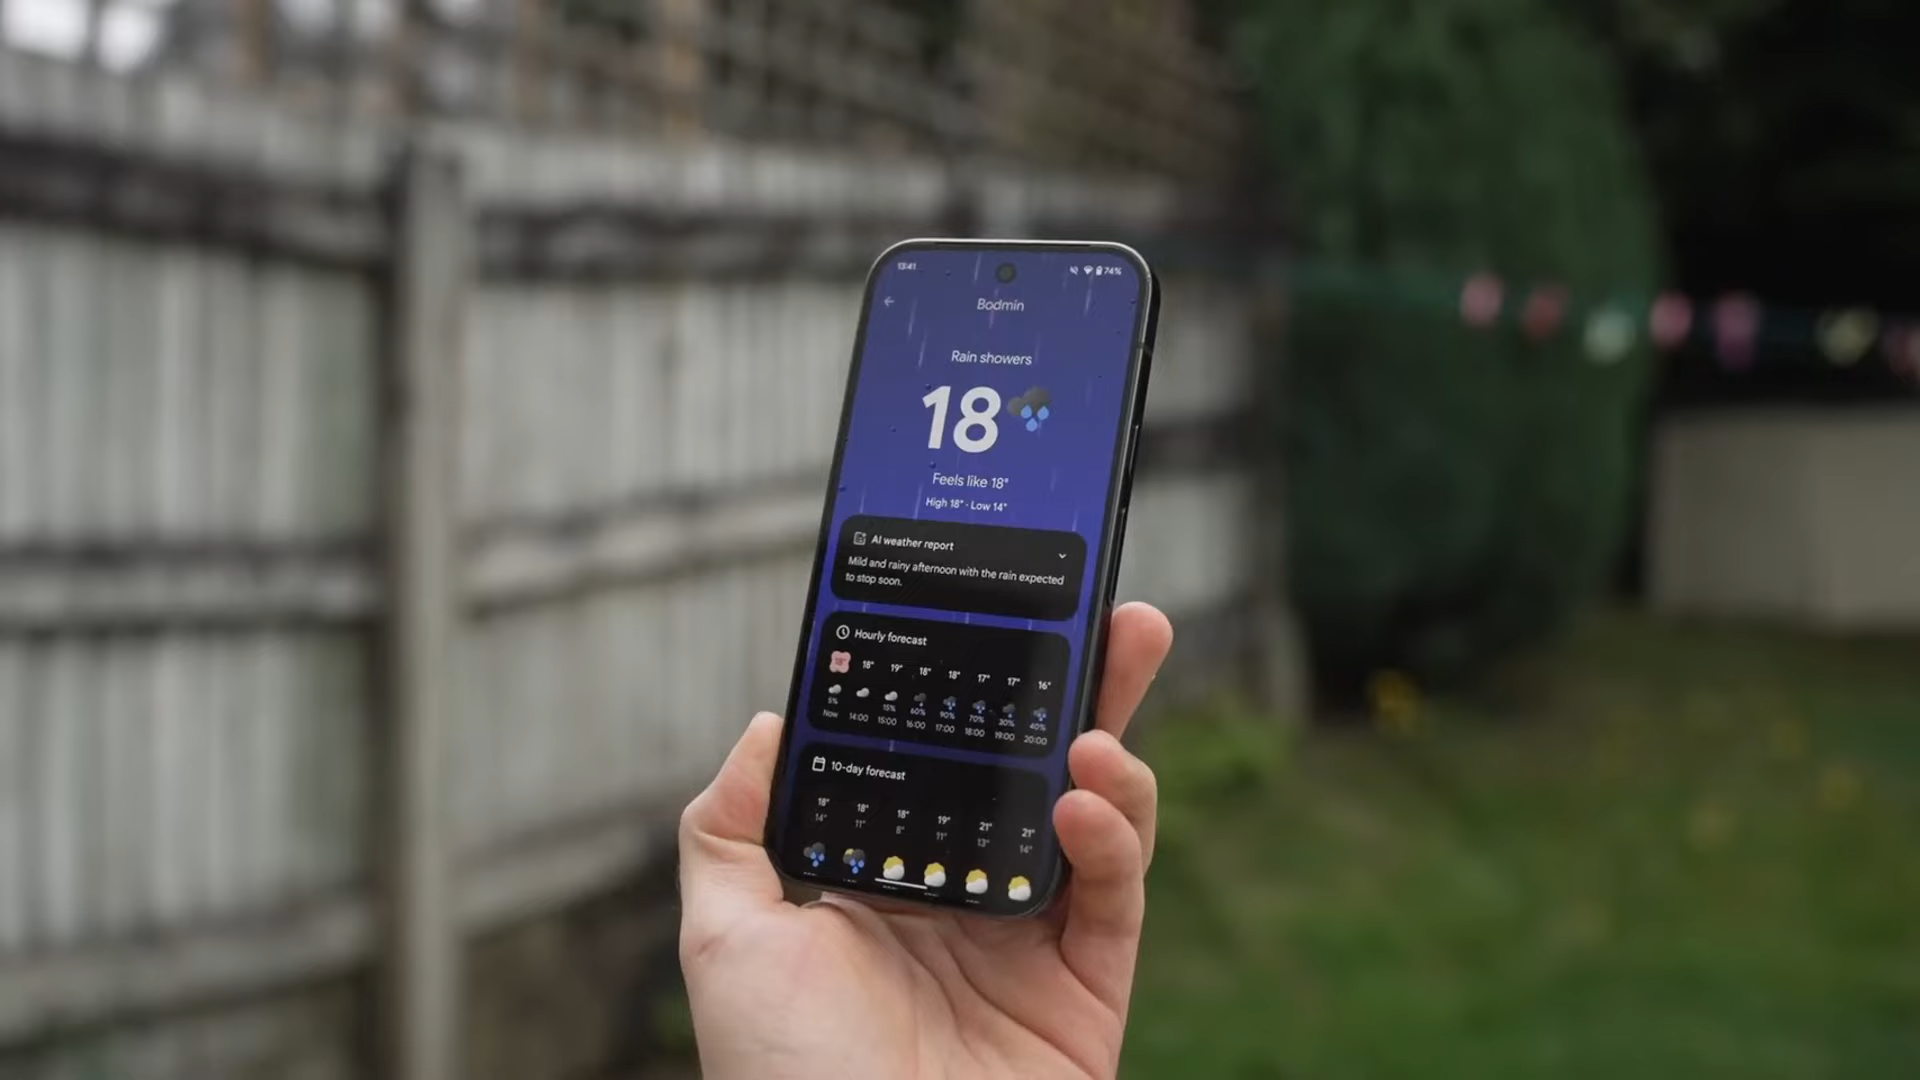 13:41
74%
Bodmin
Rain showers
18
Feels like 18°
High 18° · Low 14°
AI weather report
Mild and rainy afternoon with the rain expected
to stop soon.
Hourly forecast
18° 18° 19° 18° 18° 17° 17° 16°
5% 15% 60% 90% 70% 30% 40%
Now 14:00 15:00 16:00 17:00 18:00 19:00 20:00
10-day forecast
18° 18° 18° 19° 21° 21°
14° 11° 8° 11° 13° 14°